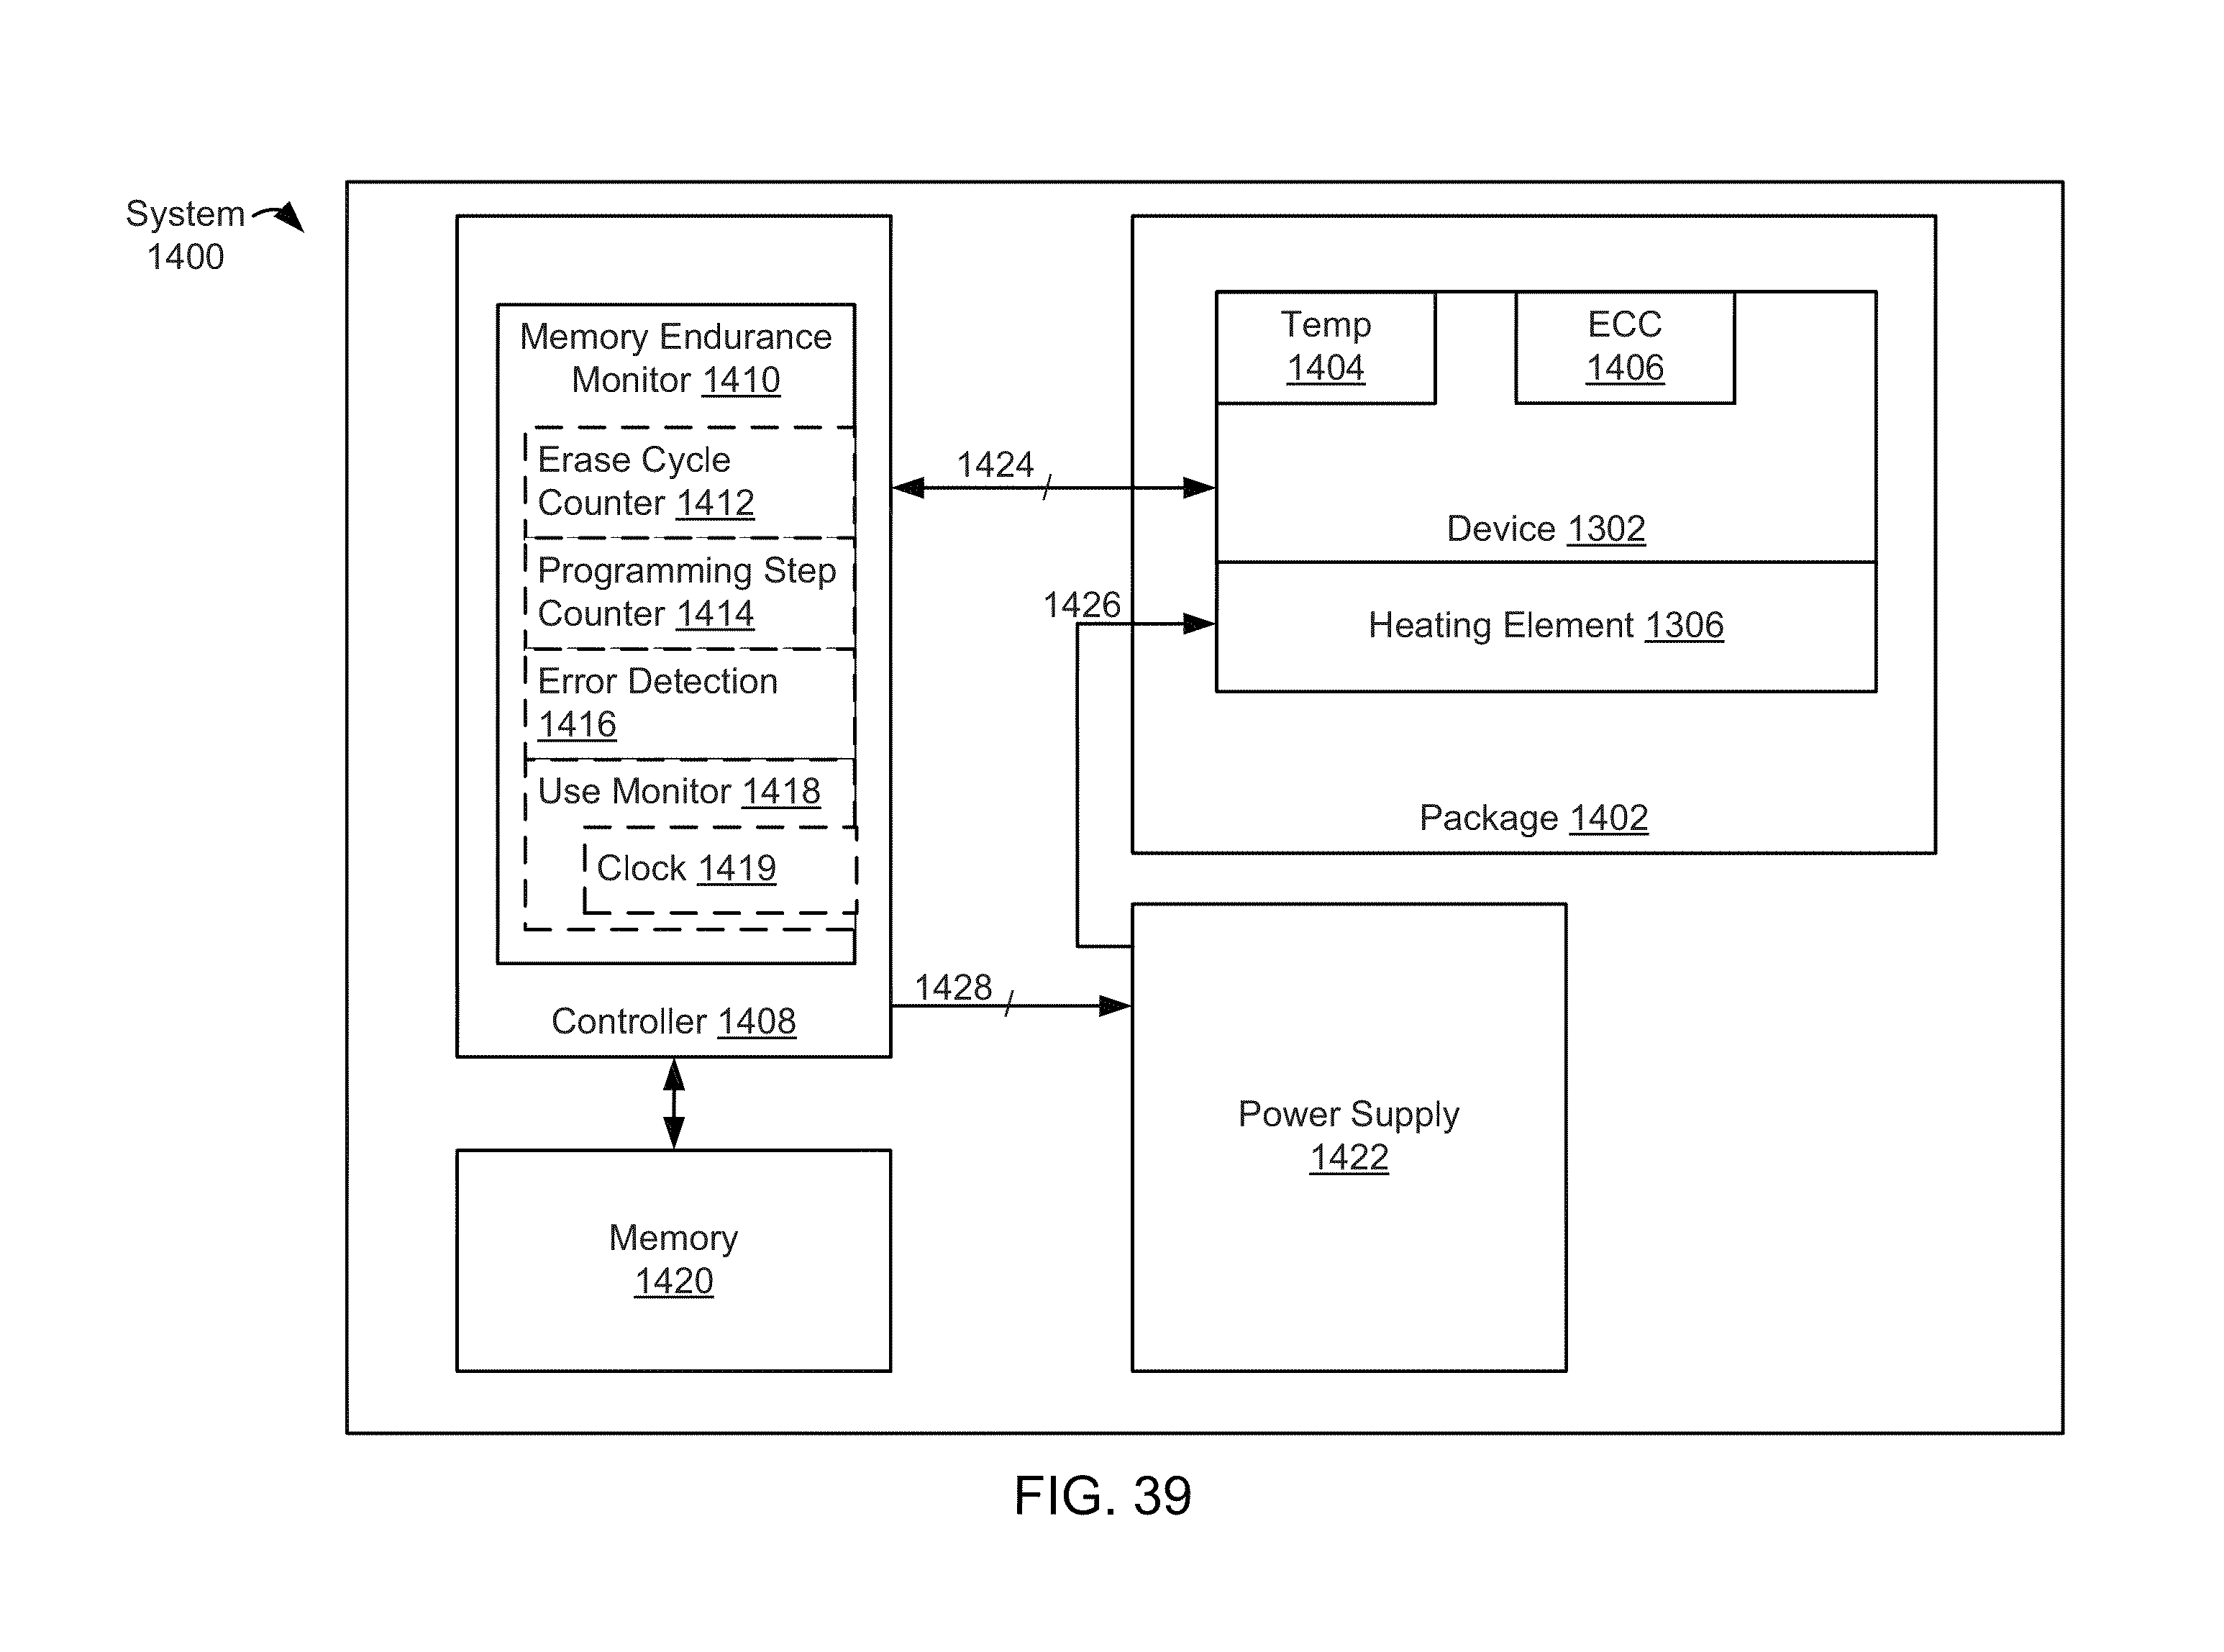 System
1400
Memory Endurance
Monitor 1410
Erase Cycle
Counter 1412
Programming Step
Counter 1414
Error Detection
1416
Use Monitor 1418
Clock 1419
Controller 1408
Memory
1420
1424
1426
1428
Temp
1404
ECC
1406
Device 1302
Heating Element 1306
Package 1402
Power Supply
1422
FIG. 39